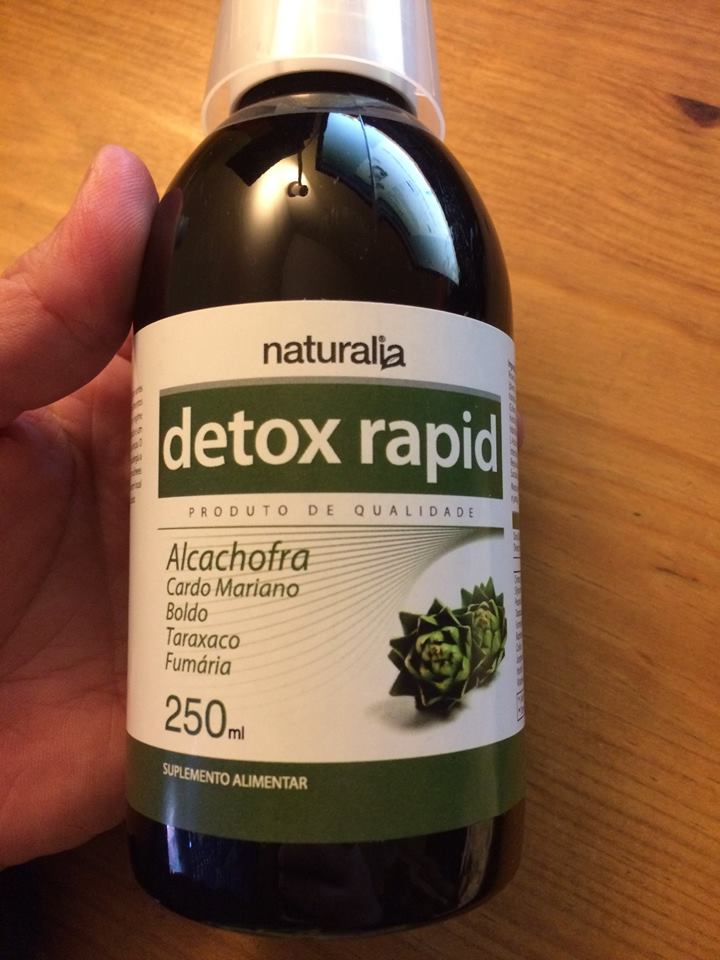 naturalia
detox rapid
PRODUTO DE QUALIDADE
Alcachofra
Cardo Mariano
Boldo
Taraxaco
Fumária
250ml
SUPLEMENTO ALIMENTAR